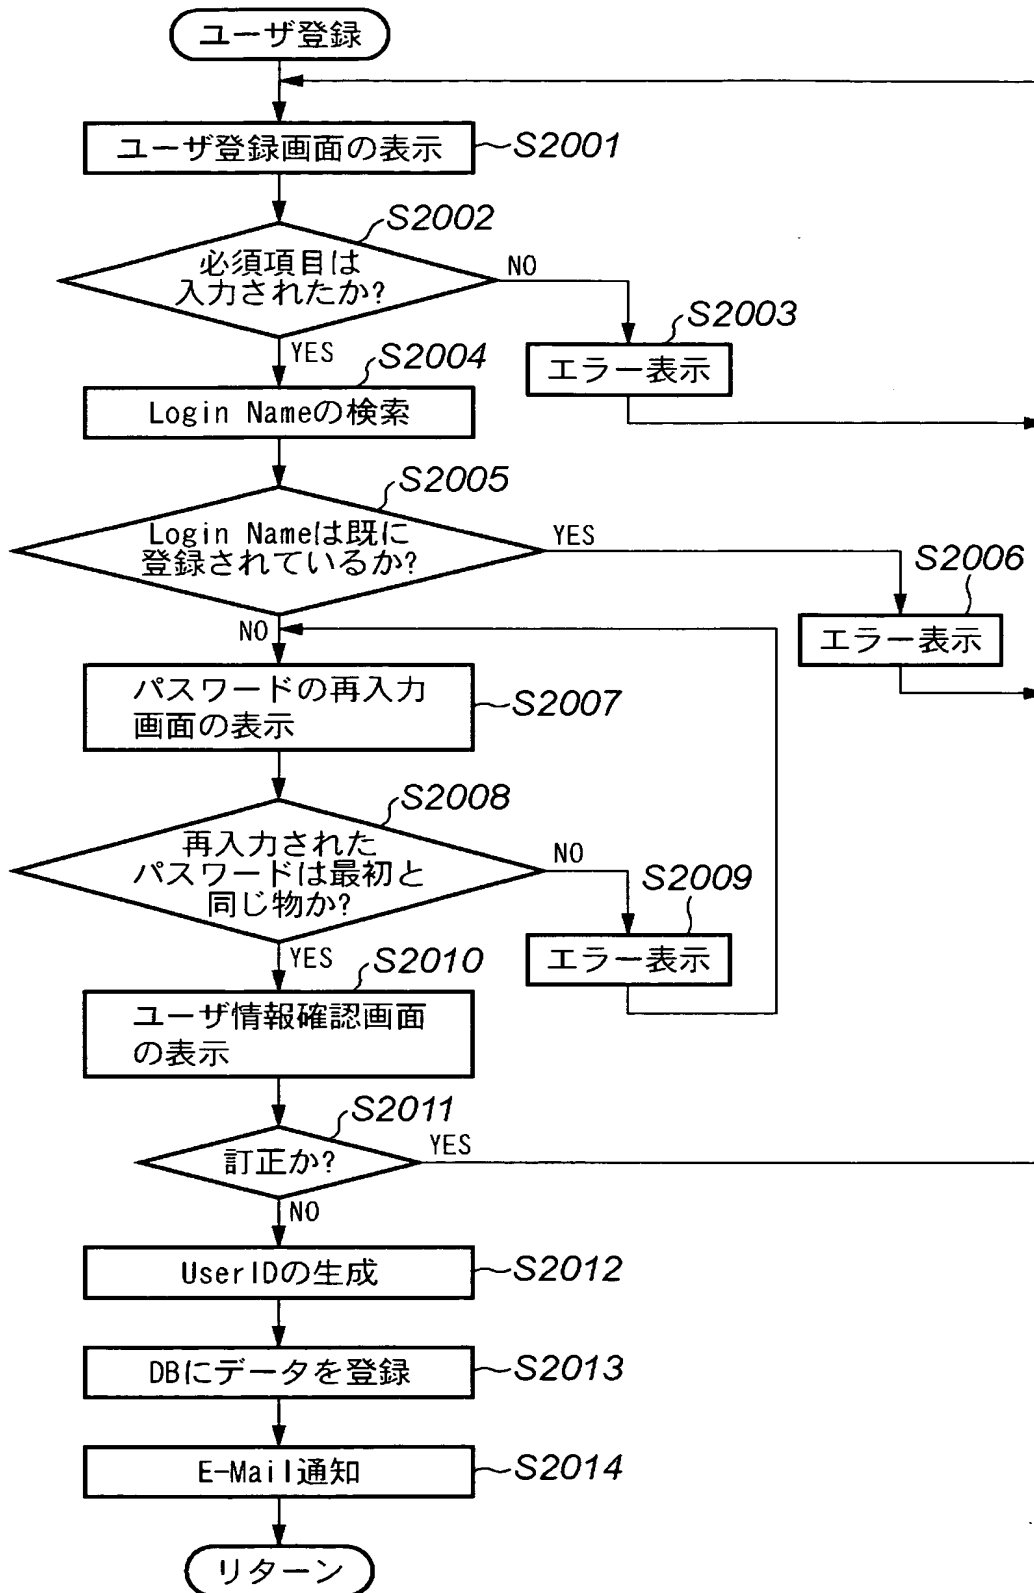 ユーザ登録
ユーザ登録画面の表示
S2001
S2002
必須項目は
入力されたか?
NO
YES
S2003
エラー表示
S2004
Login Nameの検索
S2005
Login Nameは既に
登録されているか?
YES
NO
S2006
エラー表示
パスワードの再入力
画面の表示
S2007
S2008
再入力された
パスワードは最初と
同じ物か?
NO
YES
S2009
エラー表示
S2010
ユーザ情報確認画面
の表示
S2011
訂正か?
YES
NO
UserIDの生成
S2012
DBにデータを登録
S2013
E-Mail通知
S2014
リターン